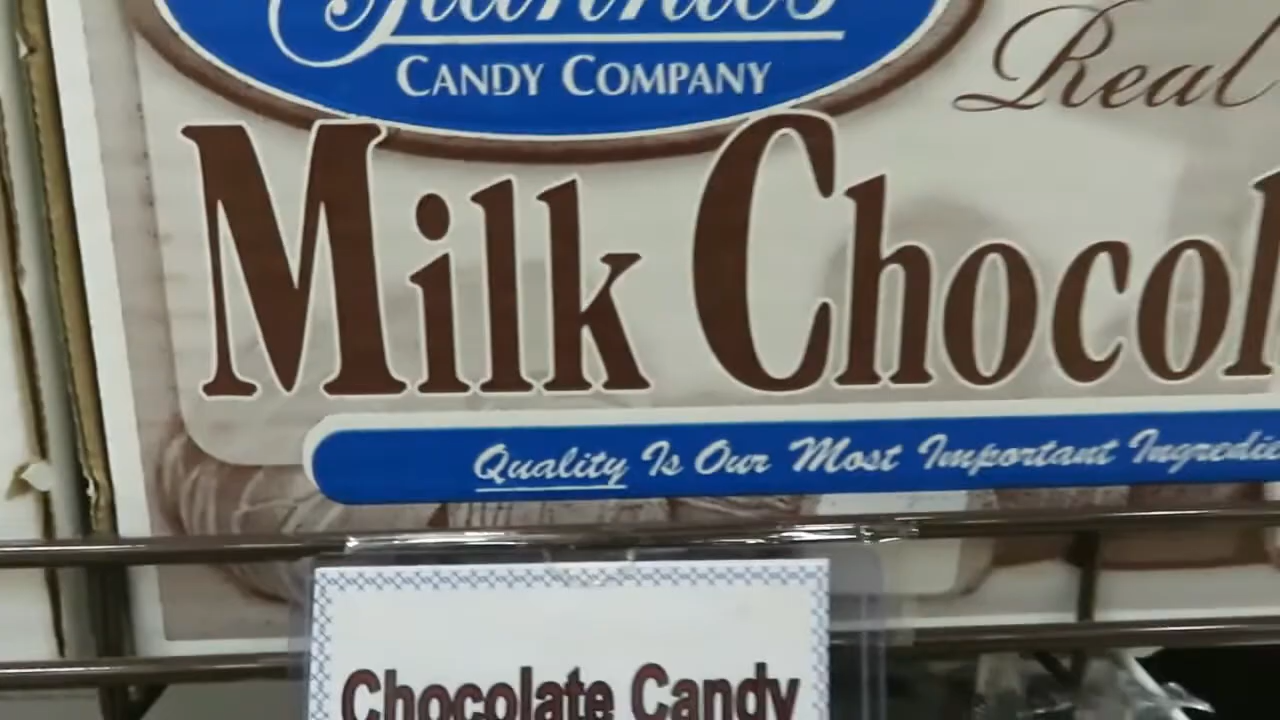 Candy Company
Real
Milk Chocol
Quality Is Our Most Important Ingredie
Chocolate Candy